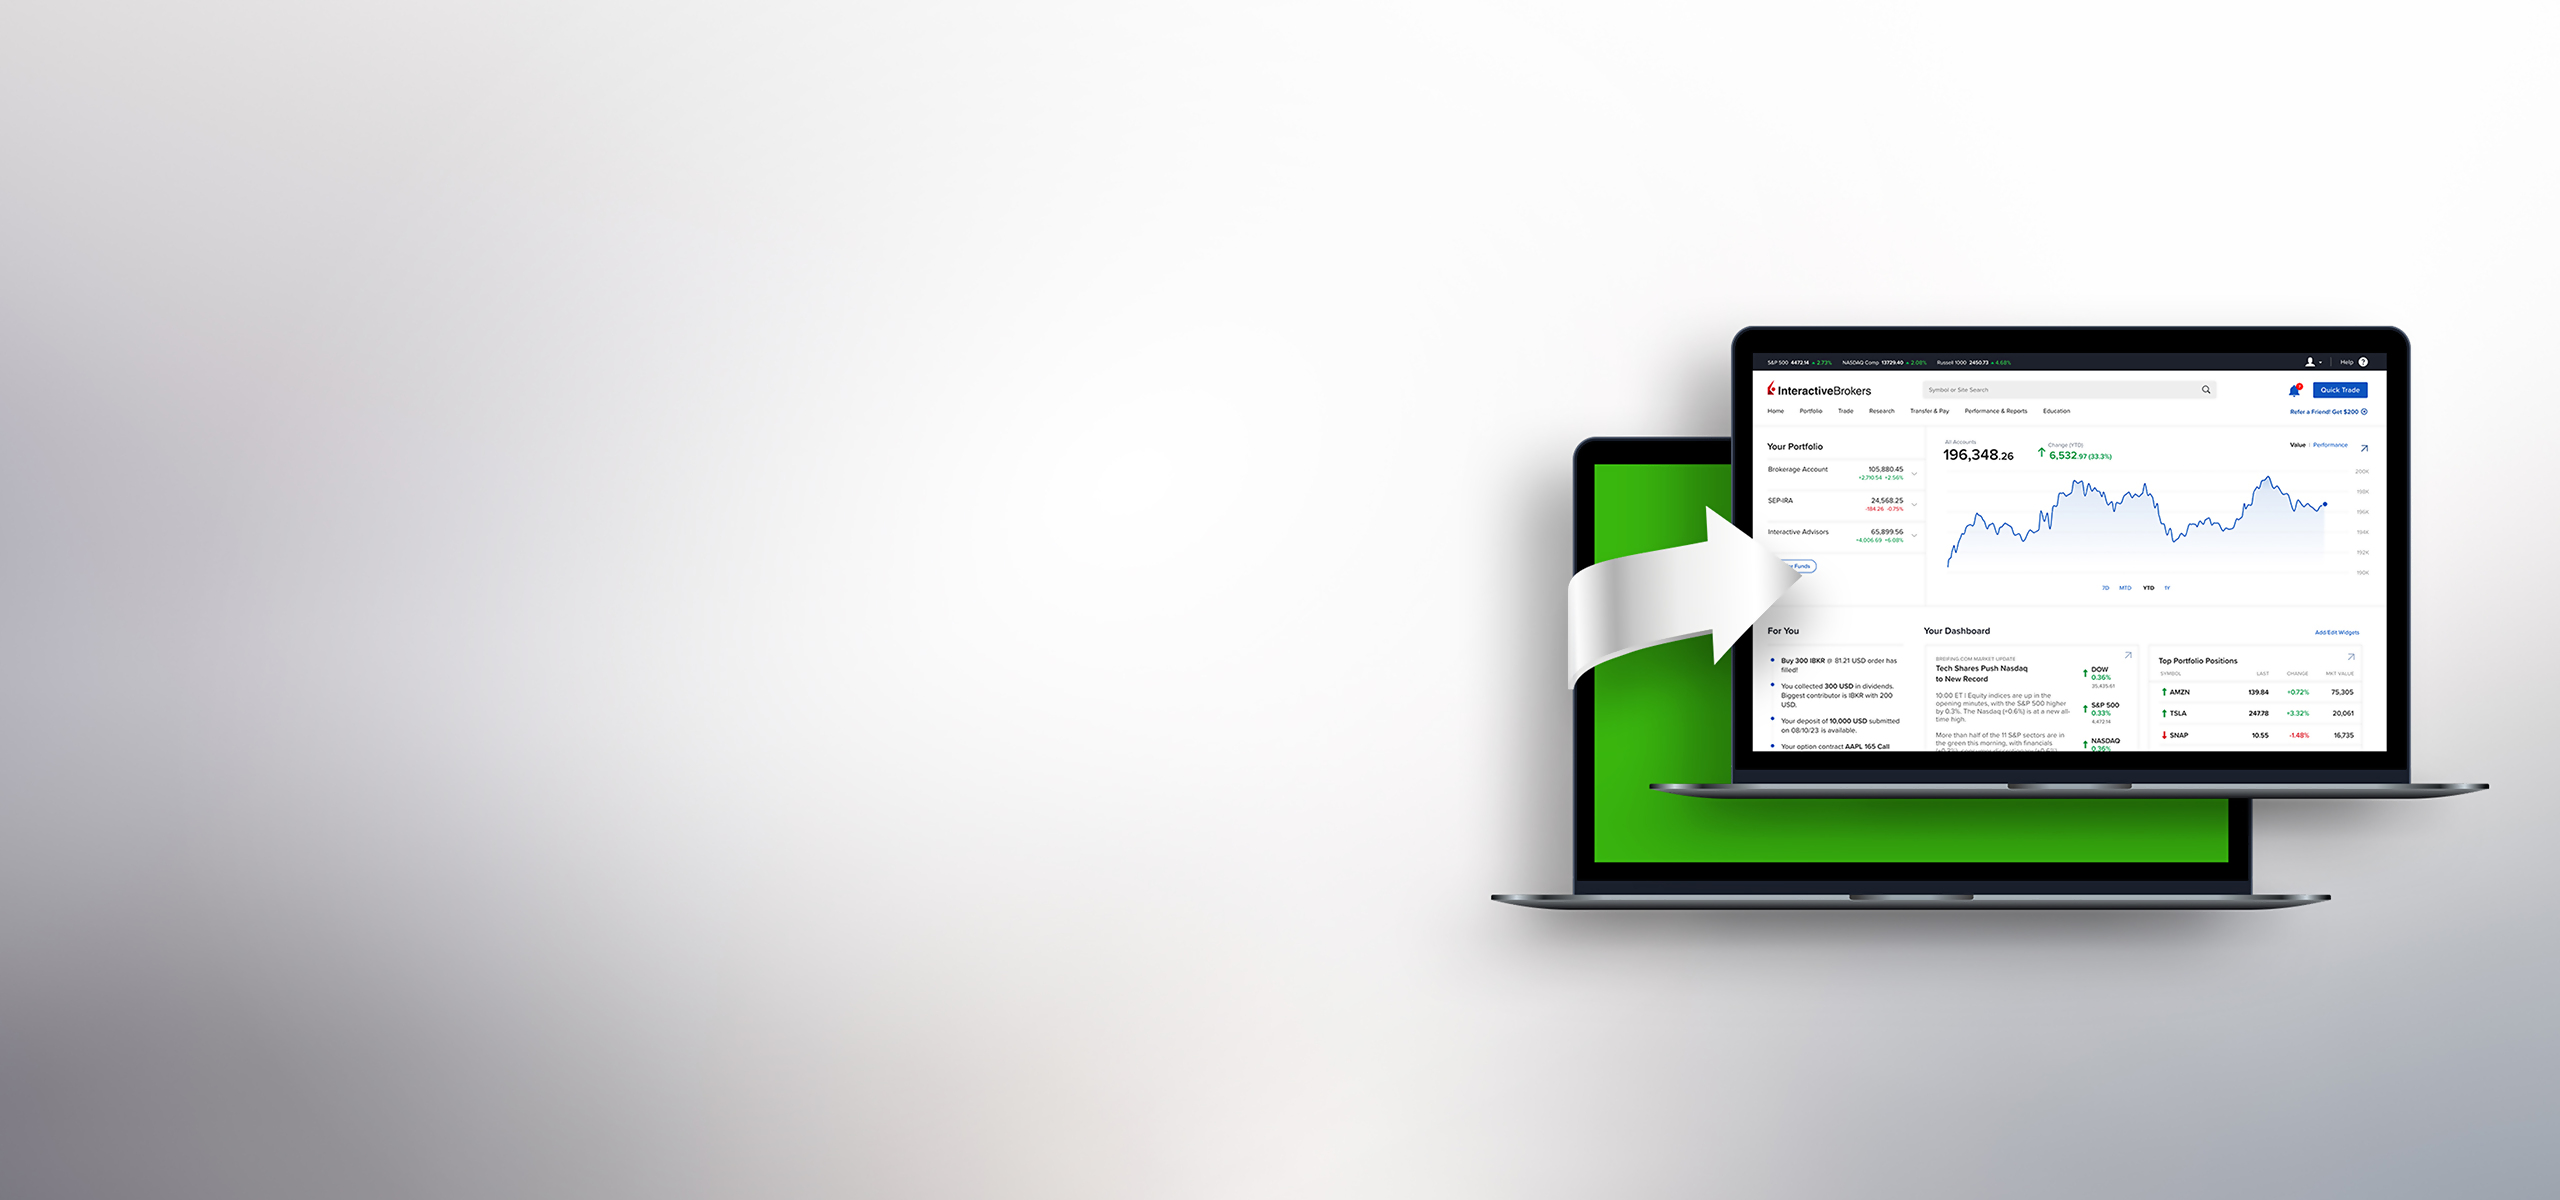 S&P 500 4472.14 + 2.73% NASDAQ Comp 13729.40 + 2.08% Russell 1000 2450.73 + 4.68% Help ?
InteractiveBrokers Symbol or Site Search Quick Trade
Home Portfolio Trade Research Transfer & Pay Performance & Reports Education Refer a Friend! Get $200
Your Portfolio
Brokerage Account 105,880.45
+2,710.54 +2.56%
SEP-IRA 24,568.25
-184.26 -0.75%
Interactive Advisors 65,899.56
+4,006.69 +6.08%
Funds
All Accounts
196,348.26
Change (YTD)
6,532.97 (33.3%)
Value Performance
200K
198K
196K
194K
192K
190K
7D MTD YTD 1Y
For You
Buy 300 IBKR @ 81.21 USD order has
filled!
You collected 300 USD in dividends.
Biggest contributor is IBKR with 200
USD.
Your deposit of 10,000 USD submitted
on 08/10/23 is available.
Your option contract AAPL 165 Call
Your Dashboard Add/Edit Widgets
BREIFING.COM MARKET UPDATE
Tech Shares Push Nasdaq
to New Record
10:00 ET | Equity indices are up in the
opening minutes, with the S&P 500 higher
by 0.3%. The Nasdaq (+0.6%) is at a new all-
time high.
More than half of the 11 S&P sectors are in
the green this morning, with financials
DOW
0.36%
35,435.61
S&P 500
0.33%
4,472.14
NASDAQ
0.36%
Top Portfolio Positions
SYMBOL LAST CHANGE MKT VALUE
AMZN 139.84 +0.72% 75,305
TSLA 247.78 +3.32% 20,061
SNAP 10.55 -1.48% 16,735